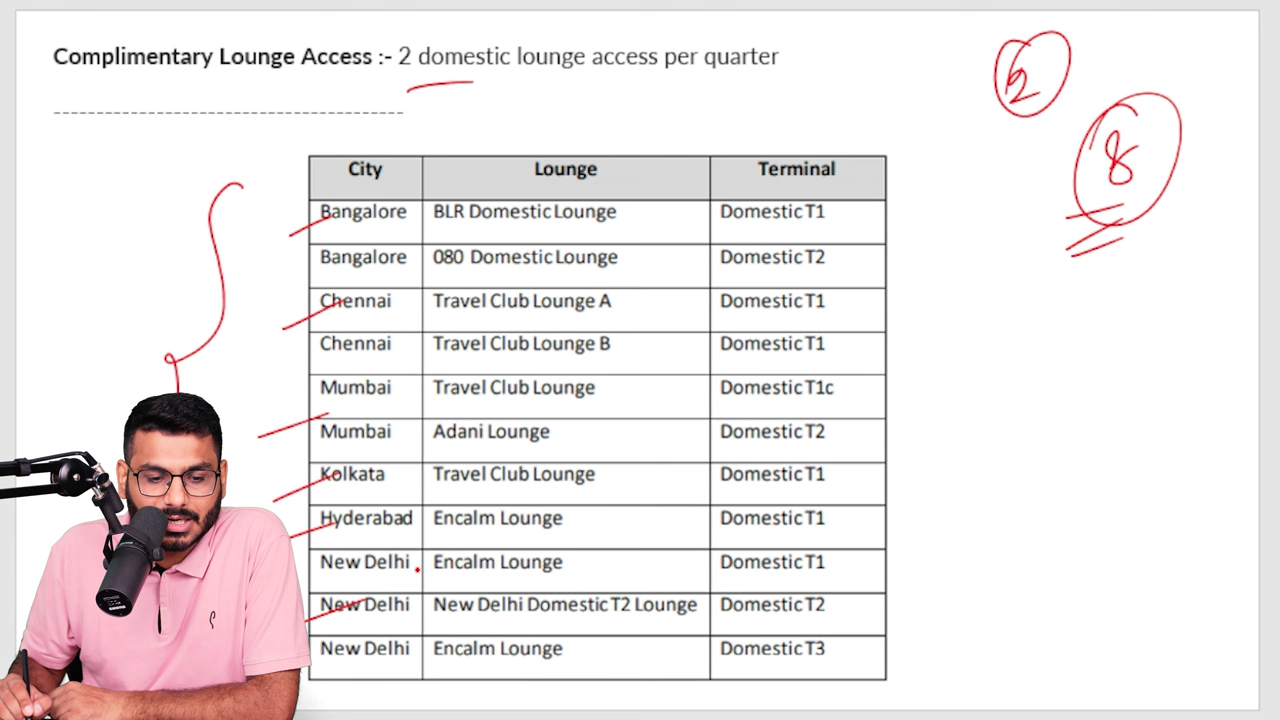 Complimentary Lounge Access :- 2 domestic lounge access per quarter
----------------------------------------
2
8
City Lounge Terminal
Bangalore BLR Domestic Lounge Domestic T1
Bangalore 080 Domestic Lounge Domestic T2
Chennai Travel Club Lounge A Domestic T1
Chennai Travel Club Lounge B Domestic T1
Mumbai Travel Club Lounge Domestic T1c
Mumbai Adani Lounge Domestic T2
Kolkata Travel Club Lounge Domestic T1
Hyderabad Encalm Lounge Domestic T1
New Delhi Encalm Lounge Domestic T1
New Delhi New Delhi Domestic T2 Lounge Domestic T2
New Delhi Encalm Lounge Domestic T3